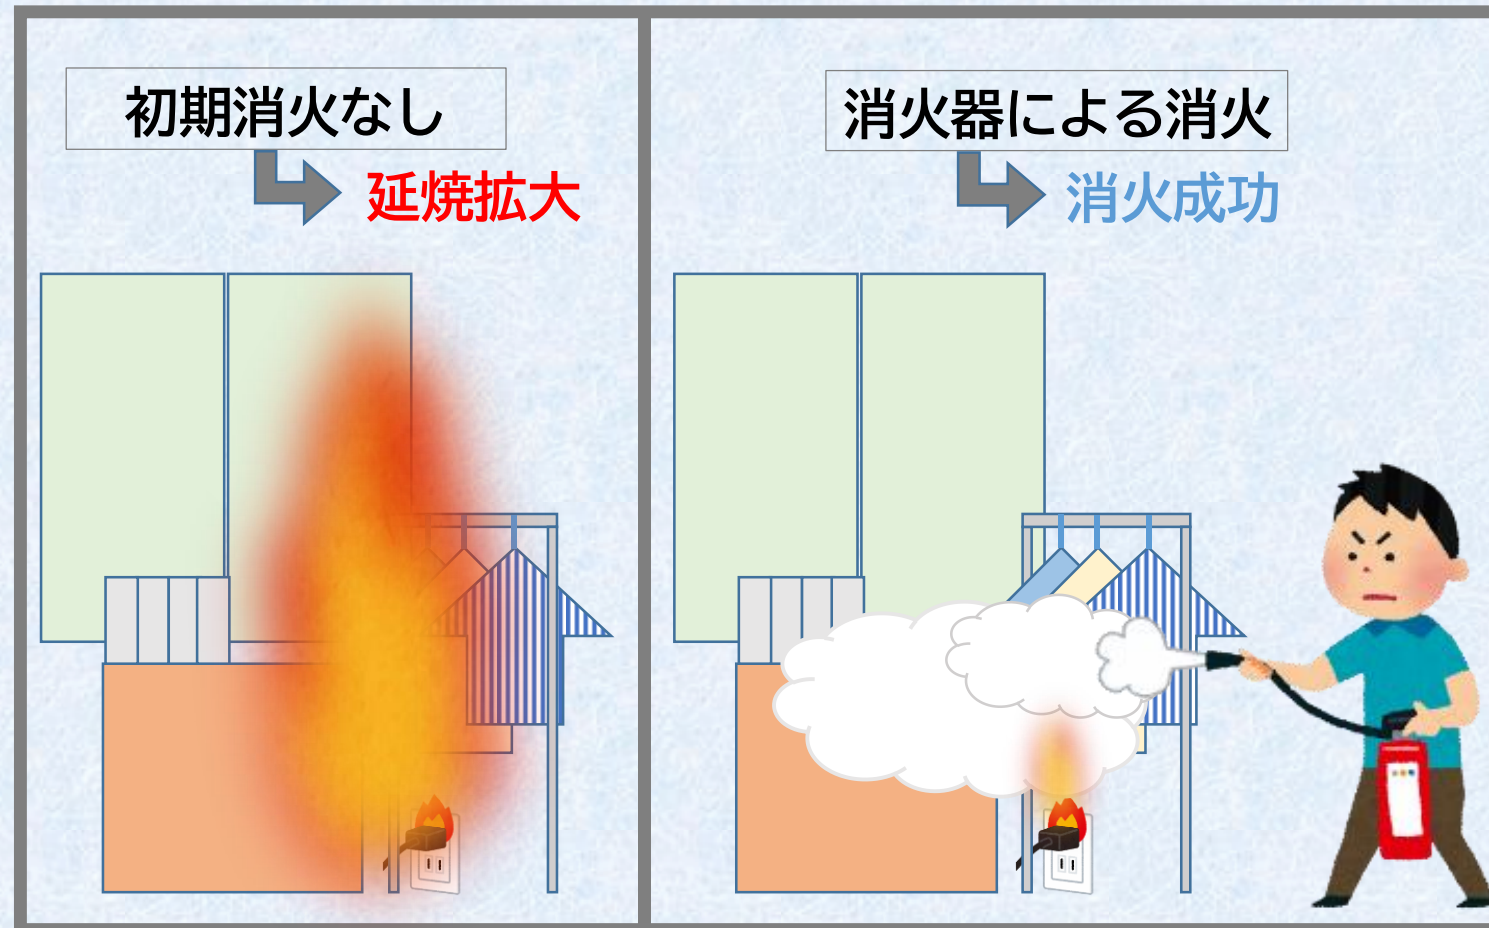 初期消火なし
延焼拡大
消火器による消火
消火成功